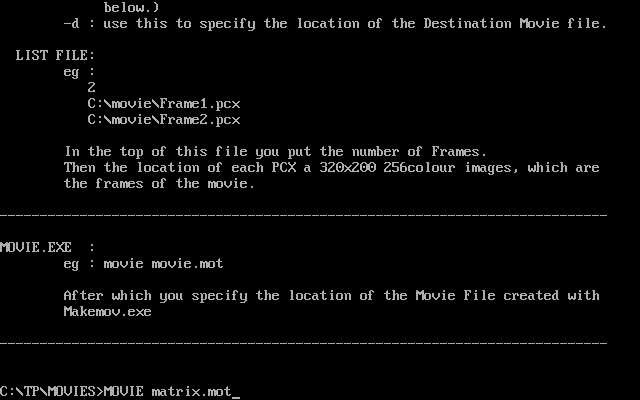 below.)
-d : use this to specify the location of the Destination Movie file.
LIST FILE:
eg :
2
C:\movie\Frame1.pcx
C:\movie\Frame2.pcx
In the top of this file you put the number of Frames.
Then the location of each PCX a 320x200 256colour images, which are
the frames of the movie.
----------------------------------------------------------------------------
MOVIE.EXE  :
eg : movie movie.mot
After which you specify the location of the Movie File created with
Makemov.exe
----------------------------------------------------------------------------
C:\TP\MOVIES>MOVIE matrix.mot_